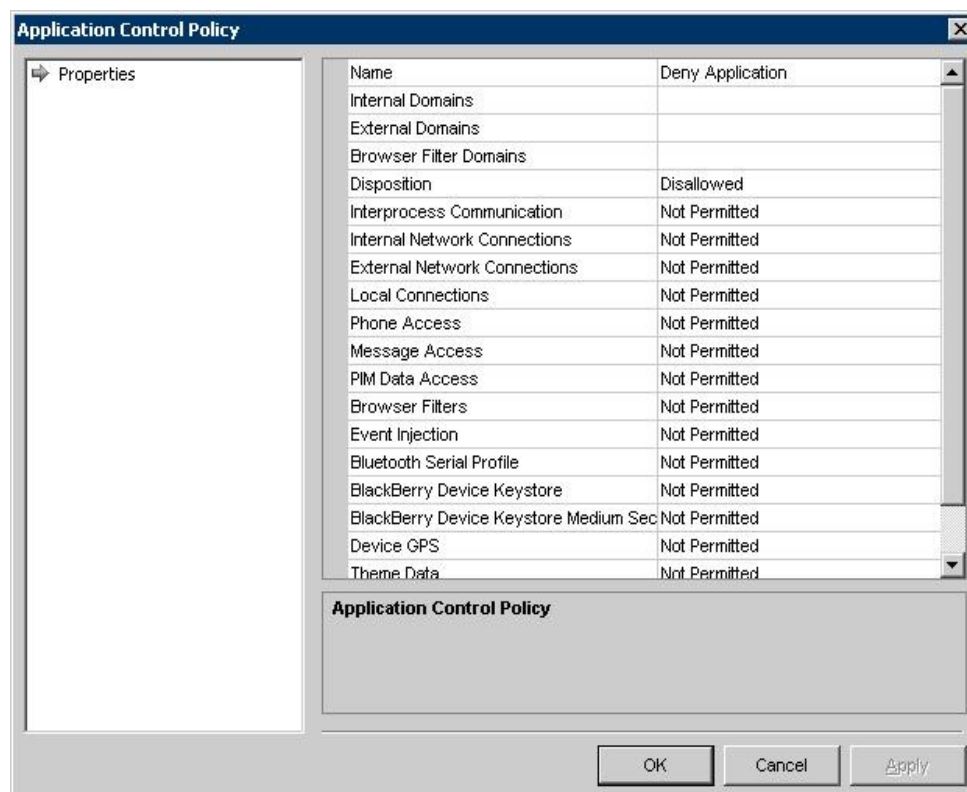 Application Control Policy
Properties
Name Deny Application
Internal Domains
External Domains
Browser Filter Domains
Disposition Disallowed
Interprocess Communication Not Permitted
Internal Network Connections Not Permitted
External Network Connections Not Permitted
Local Connections Not Permitted
Phone Access Not Permitted
Message Access Not Permitted
PIM Data Access Not Permitted
Browser Filters Not Permitted
Event Injection Not Permitted
Bluetooth Serial Profile Not Permitted
BlackBerry Device Keystore Not Permitted
BlackBerry Device Keystore Medium Sec Not Permitted
Device GPS Not Permitted
Theme Data Not Permitted
Application Control Policy
OK Cancel Apply